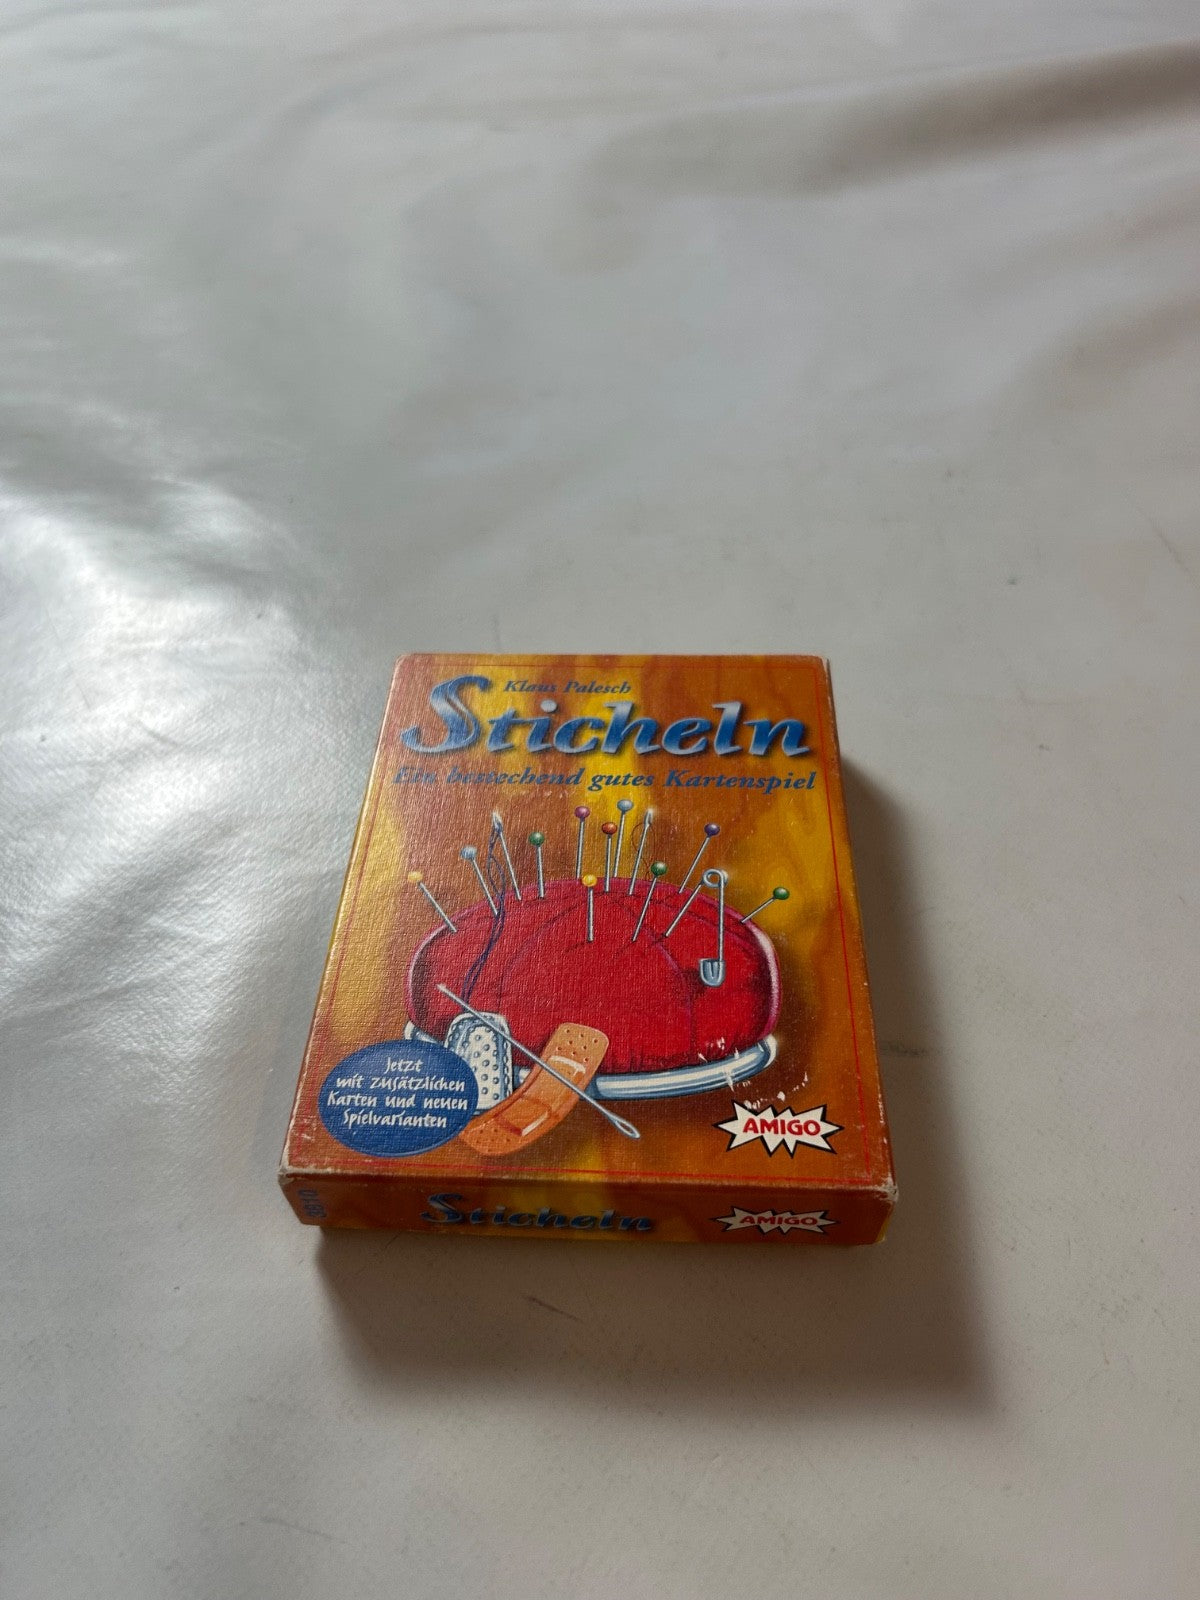 Klaus Palesch
Sticheln
Ein bestechend gutes Kartenspiel
Jetzt
mit zusätzlichen
Karten und neuen
Spielvarianten
AMIGO
Sticheln
AMIGO